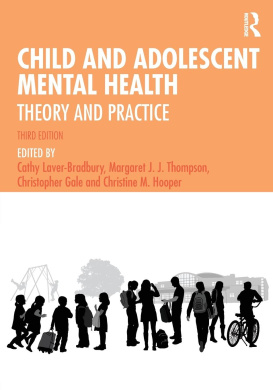 Routledge
CHILD AND ADOLESCENT
MENTAL HEALTH
THEORY AND PRACTICE
THIRD EDITION
EDITED BY
Cathy Laver-Bradbury, Margaret J. J. Thompson,
Christopher Gale and Christine M. Hooper